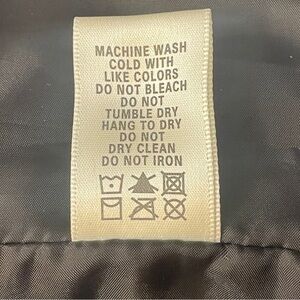 MACHINE WASH
COLD WITH
LIKE COLORS
DO NOT BLEACH
DO NOT
TUMBLE DRY
HANG TO DRY
DO NOT
DRY CLEAN
DO NOT IRON